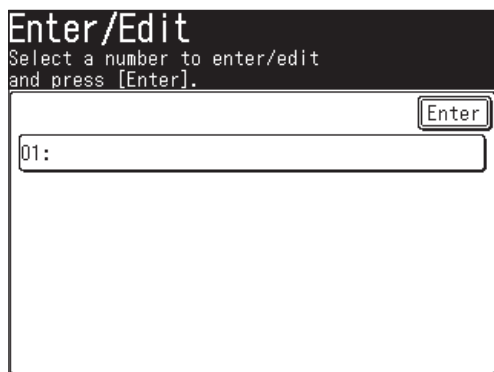 Enter/Edit
Select a number to enter/edit
and press [Enter].
Enter
01: